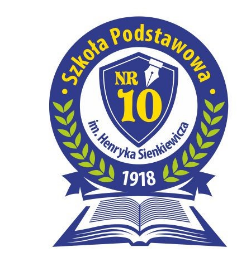 • Szkoła Podstawowa •
NR
10
im. Henryka Sienkiewicza
1918